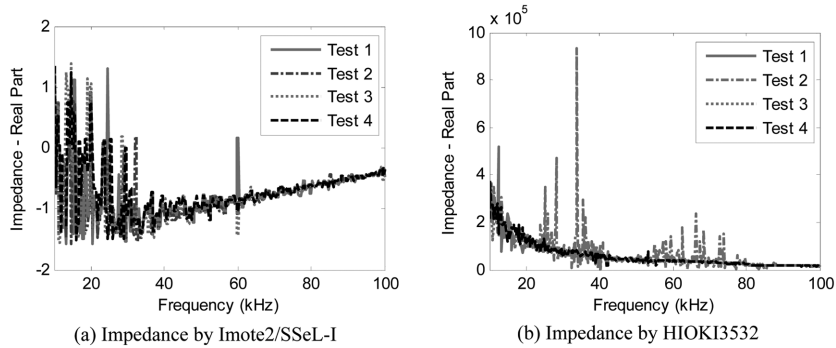 2
1
0
-1
-2
Impedance - Real Part
20
40
60
80
100
Frequency (kHz)
Test 1
Test 2
Test 3
Test 4
(a) Impedance by Imote2/SSeL-I
10 x 10^5
8
6
4
2
0
Impedance - Real Part
20
40
60
80
100
Frequency (kHz)
Test 1
Test 2
Test 3
Test 4
(b) Impedance by HIOKI3532